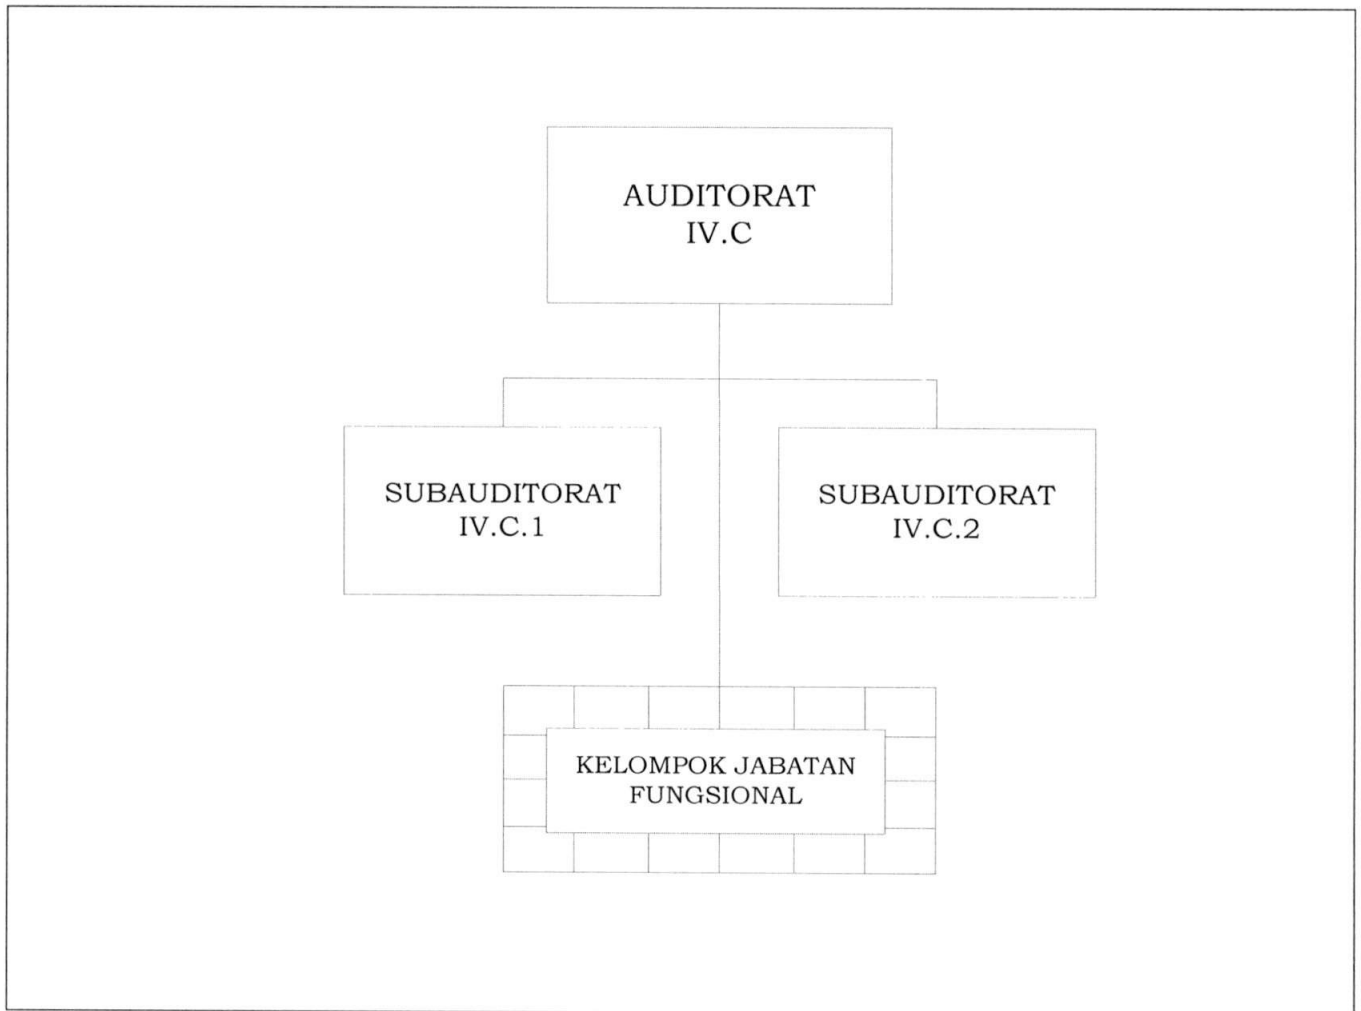 AUDITORAT
IV.C
SUBAUDITORAT
IV.C.1
SUBAUDITORAT
IV.C.2
KELOMPOK JABATAN
FUNGSIONAL